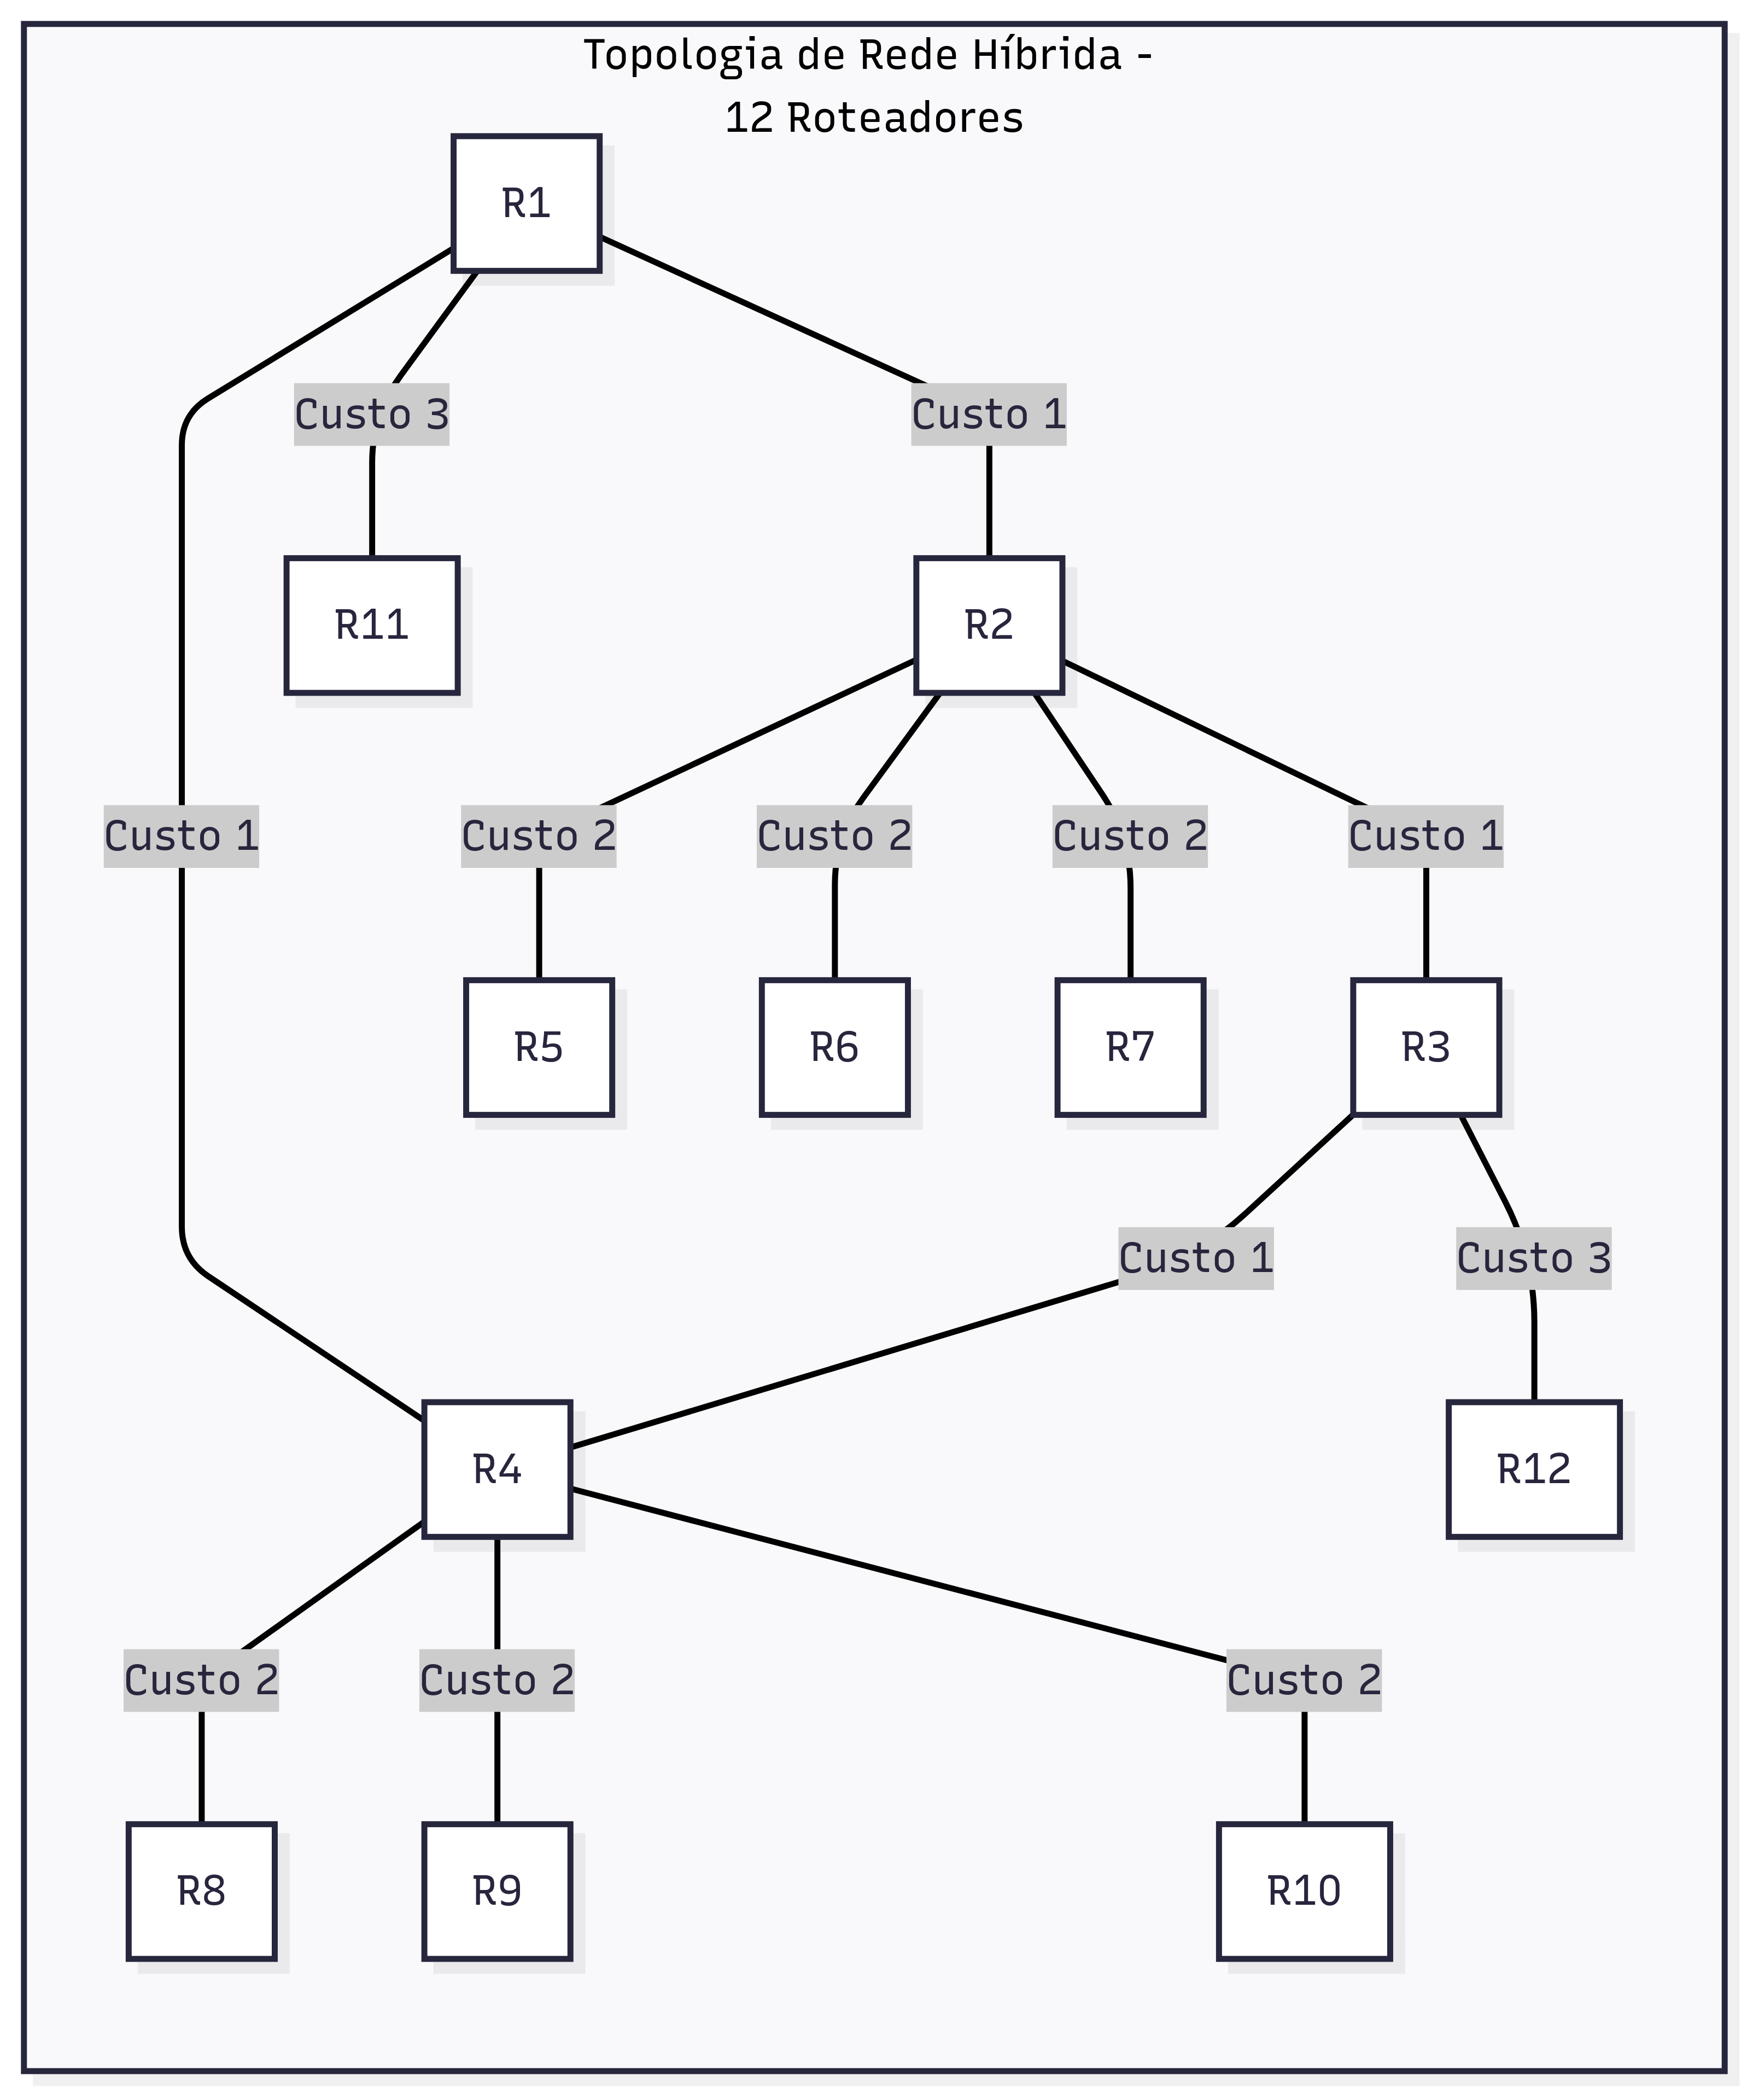 Topologia de Rede Híbrida -
12 Roteadores
R1
Custo 3
Custo 1
R11
R2
Custo 1
Custo 2
Custo 2
Custo 2
Custo 1
R5
R6
R7
R3
Custo 1
Custo 3
R4
R12
Custo 2
Custo 2
Custo 2
R8
R9
R10